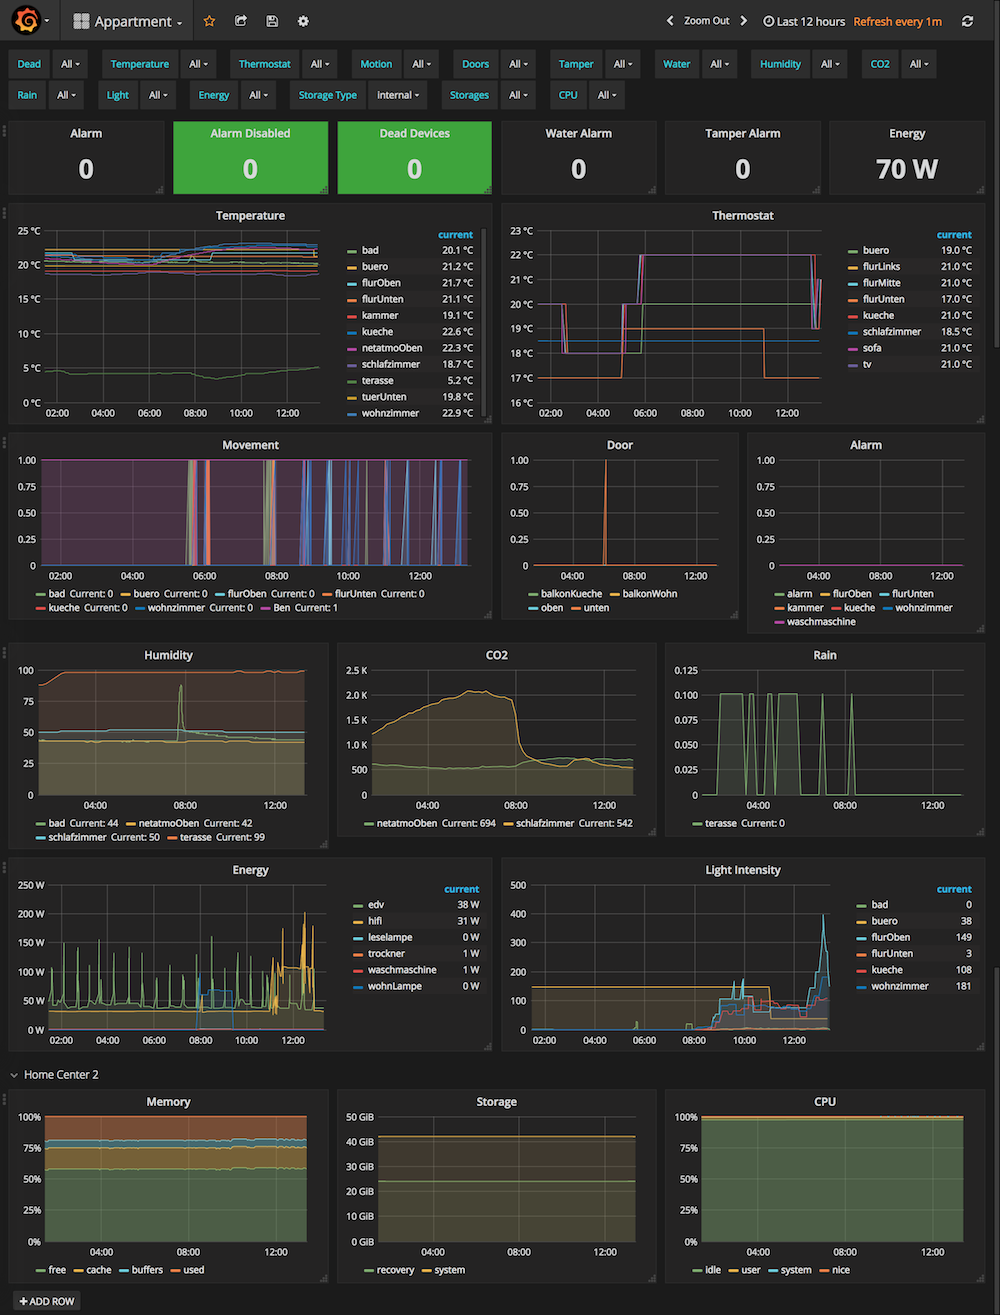 Appartment
Zoom Out
Last 12 hours
Refresh every 1m
Dead All Temperature All Thermostat All Motion All Doors All Tamper All Water All Humidity All CO2 All
Rain All Light All Energy All Storage Type internal Storages All CPU All
Alarm
0
Alarm Disabled
0
Dead Devices
0
Water Alarm
0
Tamper Alarm
0
Energy
70 W
Temperature
25 °C
20 °C
15 °C
10 °C
5 °C
0 °C
02:00 04:00 06:00 08:00 10:00 12:00
current
bad 20.1 °C
buero 21.2 °C
flurOben 21.7 °C
flurUnten 21.1 °C
kammer 19.1 °C
kueche 22.6 °C
netatmoOben 22.3 °C
schlafzimmer 18.7 °C
terasse 5.2 °C
tuerUnten 19.8 °C
wohnzimmer 22.9 °C
Thermostat
23 °C
22 °C
21 °C
20 °C
19 °C
18 °C
17 °C
16 °C
02:00 04:00 06:00 08:00 10:00 12:00
current
buero 19.0 °C
flurLinks 21.0 °C
flurMitte 21.0 °C
flurUnten 17.0 °C
kueche 21.0 °C
schlafzimmer 18.5 °C
sofa 21.0 °C
tv 21.0 °C
Movement
1.00
0.75
0.50
0.25
0
02:00 04:00 06:00 08:00 10:00 12:00
bad Current: 0 buero Current: 0 flurOben Current: 0 flurUnten Current: 0
kueche Current: 0 wohnzimmer Current: 0 Ben Current: 1
Door
1.00
0.75
0.50
0.25
0
04:00 08:00 12:00
balkonKueche balkonWohn
oben unten
Alarm
1.00
0.75
0.50
0.25
0
04:00 08:00 12:00
alarm flurOben flurUnten
kammer kueche wohnzimmer
waschmaschine
Humidity
100
75
50
25
0
04:00 08:00 12:00
bad Current: 44 netatmoOben Current: 42
schlafzimmer Current: 50 terasse Current: 99
CO2
2.5 K
2.0 K
1.5 K
1.0 K
500
0
04:00 08:00 12:00
netatmoOben Current: 694 schlafzimmer Current: 542
Rain
0.125
0.100
0.075
0.050
0.025
0
04:00 08:00 12:00
terasse Current: 0
Energy
250 W
200 W
150 W
100 W
50 W
0 W
02:00 04:00 06:00 08:00 10:00 12:00
current
edv 38 W
hifi 31 W
leselampe 0 W
trockner 1 W
waschmaschine 1 W
wohnLampe 0 W
Light Intensity
500
400
300
200
100
0
02:00 04:00 06:00 08:00 10:00 12:00
current
bad 0
buero 38
flurOben 149
flurUnten 3
kueche 108
wohnzimmer 181
Home Center 2
Memory
100%
75%
50%
25%
0%
04:00 08:00 12:00
free cache buffers used
Storage
50 GiB
40 GiB
30 GiB
20 GiB
10 GiB
0 GiB
04:00 08:00 12:00
recovery system
CPU
100%
75%
50%
25%
0%
04:00 08:00 12:00
idle user system nice
+ ADD ROW